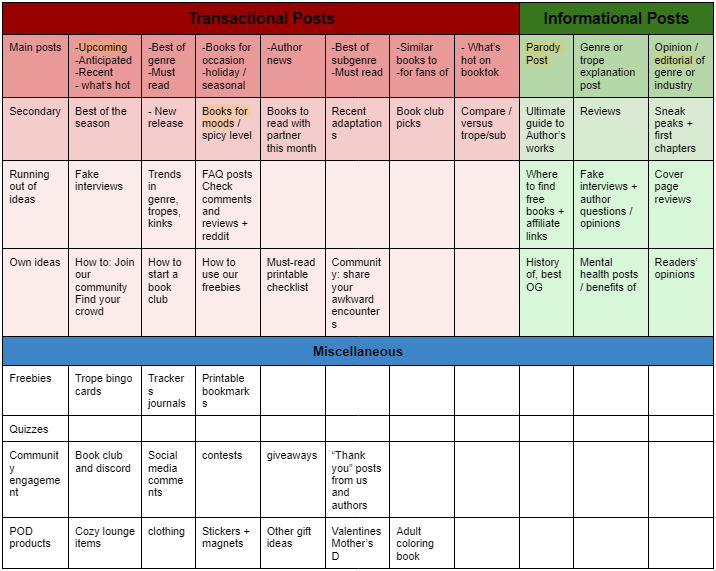 Transactional Posts
Informational Posts
Main posts
-Upcoming
-Anticipated
-Recent
- what's hot
-Best of
genre
-Must
read
-Books for
occasion
-holiday /
seasonal
-Author
news
-Best of
subgenre
-Must read
-Similar
books to
-for fans of
- What's
hot on
booktok
Parody
Post
Genre or
trope
explanation
post
Opinion /
editorial of
genre or
industry
Secondary
Best of the
season
- New
release
Books for
moods /
spicy level
Books to
read with
partner
this month
Recent
adaptation
s
Book club
picks
Compare /
versus
trope/sub
Ultimate
guide to
Author's
works
Reviews
Sneak
peaks +
first
chapters
Running
out of
ideas
Fake
interviews
Trends in
genre,
tropes,
kinks
FAQ posts
Check
comments
and
reviews +
reddit
Where to
find free
books +
affiliate
links
Fake
interviews +
author
questions /
opinions
Cover
page
reviews
Own ideas
How to: Join
our
community
Find your
crowd
How to
start a
book
club
How to
use our
freebies
Must-read
printable
checklist
Communit
y: share
your
awkward
encounter
s
History
of, best
OG
Mental
health posts
/ benefits of
Readers'
opinions
Miscellaneous
Freebies
Trope bingo
cards
Tracker
s
journals
Printable
bookmark
s
Quizzes
Communit
y
engageme
nt
Book club
and discord
Social
media
comme
nts
contests
giveaways
“Thank
you” posts
from us
and
authors
POD
products
Cozy lounge
items
clothing
Stickers +
magnets
Other gift
ideas
Valentines
Mother's
D
Adult
coloring
book